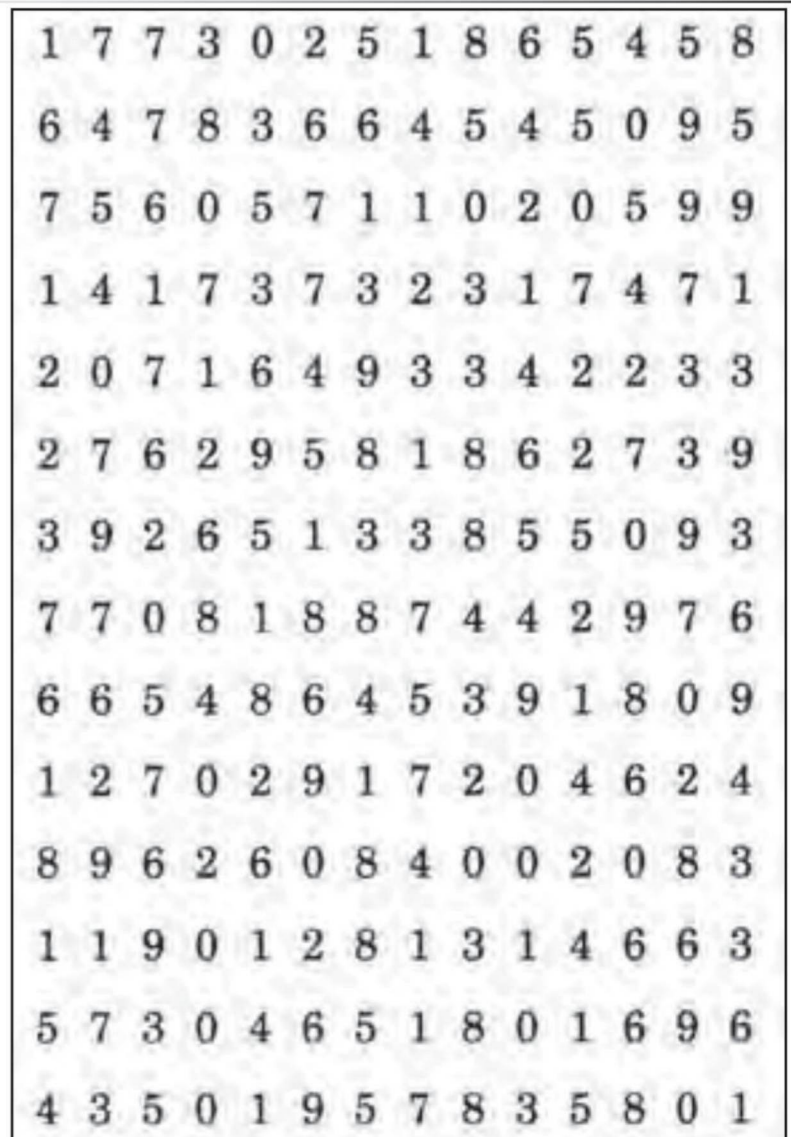 1 7 7 3 0 2 5 1 8 6 5 4 5 8
6 4 7 8 3 6 6 4 5 4 5 0 9 5
7 5 6 0 5 7 1 1 0 2 0 5 9 9
1 4 1 7 3 7 3 2 3 1 7 4 7 1
2 0 7 1 6 4 9 3 3 4 2 2 3 3
2 7 6 2 9 5 8 1 8 6 2 7 3 9
3 9 2 6 5 1 3 3 8 5 5 0 9 3
7 7 0 8 1 8 8 7 4 4 2 9 7 6
6 6 5 4 8 6 4 5 3 9 1 8 0 9
1 2 7 0 2 9 1 7 2 0 4 6 2 4
8 9 6 2 6 0 8 4 0 0 2 0 8 3
1 1 9 0 1 2 8 1 3 1 4 6 6 3
5 7 3 0 4 6 5 1 8 0 1 6 9 6
4 3 5 0 1 9 5 7 8 3 5 8 0 1